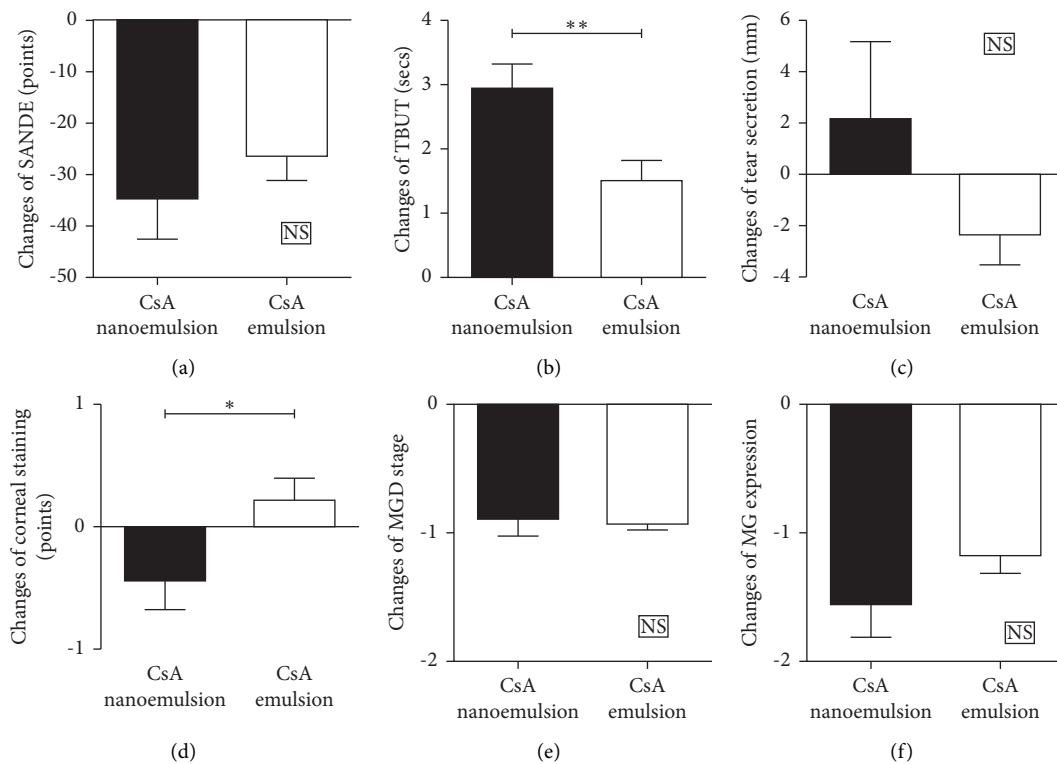 Changes of SANDE (points)
0
-10
-20
-30
-40
-50
NS
CsA
nanoemulsion
CsA
emulsion
(a)
Changes of TBUT (secs)
4
3
2
1
0
**
CsA
nanoemulsion
CsA
emulsion
(b)
Changes of tear secretion (mm)
6
4
2
0
-2
-4
NS
CsA
nanoemulsion
CsA
emulsion
(c)
Changes of corneal staining
(points)
1
0
-1
*
CsA
nanoemulsion
CsA
emulsion
(d)
Changes of MGD stage
0
-1
-2
NS
CsA
nanoemulsion
CsA
emulsion
(e)
Changes of MG expression
0
-1
-2
NS
CsA
nanoemulsion
CsA
emulsion
(f)